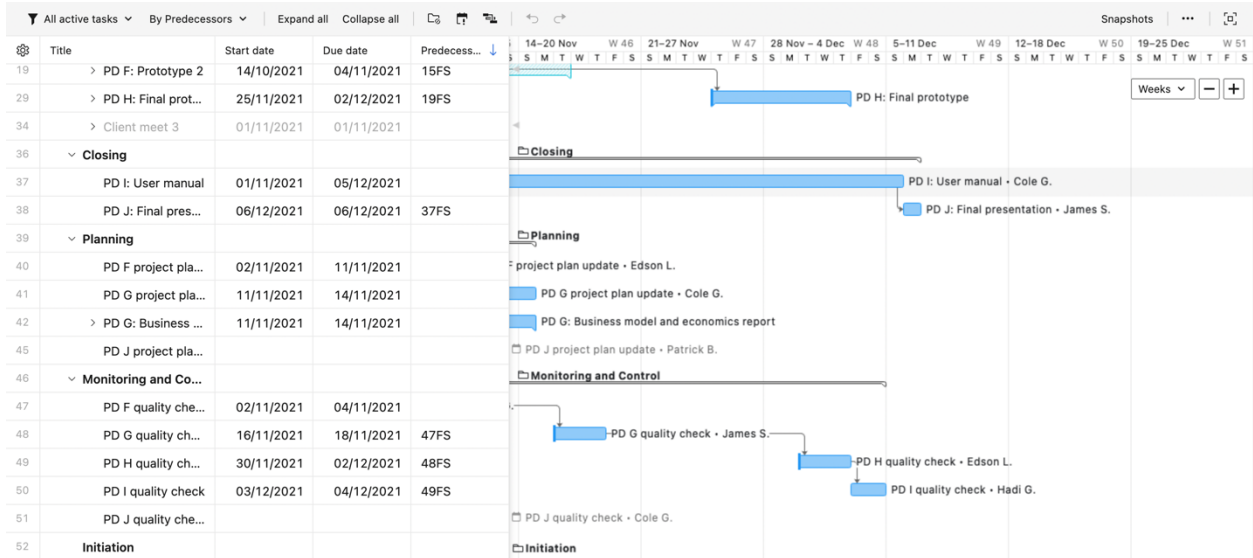 All active tasks By Predecessors Expand all Collapse all Snapshots
Title Start date Due date Predecess... 14–20 Nov W 46 21–27 Nov W 47 28 Nov – 4 Dec W 48 5–11 Dec W 49 12–18 Dec W 50 19–25 Dec W 51
S S M T W T F S S M T W T F S S M T W T F S S M T W T F S S M T W T F S S M T W T F S
19 PD F: Prototype 2 14/10/2021 04/11/2021 15FS
Weeks
29 PD H: Final prot... 25/11/2021 02/12/2021 19FS PD H: Final prototype
34 Client meet 3 01/11/2021 01/11/2021
36 Closing Closing
37 PD I: User manual 01/11/2021 05/12/2021 PD I: User manual • Cole G.
38 PD J: Final pres... 06/12/2021 06/12/2021 37FS PD J: Final presentation • James S.
39 Planning Planning
40 PD F project pla... 02/11/2021 11/11/2021 F project plan update • Edson L.
41 PD G project pla... 11/11/2021 14/11/2021 PD G project plan update • Cole G.
42 PD G: Business ... 11/11/2021 14/11/2021 PD G: Business model and economics report
45 PD J project pla... PD J project plan update • Patrick B.
46 Monitoring and Co... Monitoring and Control
47 PD F quality che... 02/11/2021 04/11/2021
48 PD G quality ch... 16/11/2021 18/11/2021 47FS PD G quality check • James S.
49 PD H quality ch... 30/11/2021 02/12/2021 48FS PD H quality check • Edson L.
50 PD I quality check 03/12/2021 04/12/2021 49FS PD I quality check • Hadi G.
51 PD J quality che... PD J quality check • Cole G.
52 Initiation Initiation